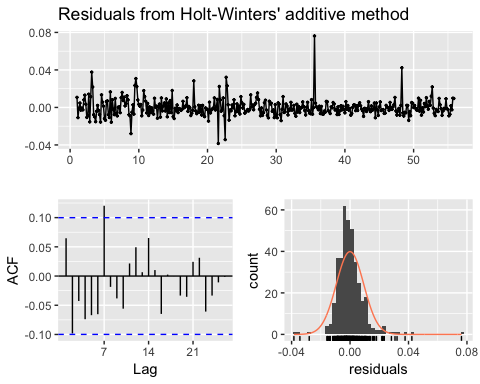 Residuals from Holt-Winters' additive method
0.08
0.04
0.00
-0.04
0 10 20 30 40 50
ACF
0.10
0.05
0.00
-0.05
-0.10
7 14 21
Lag
count
60
40
20
0
-0.04 0.00 0.04 0.08
residuals